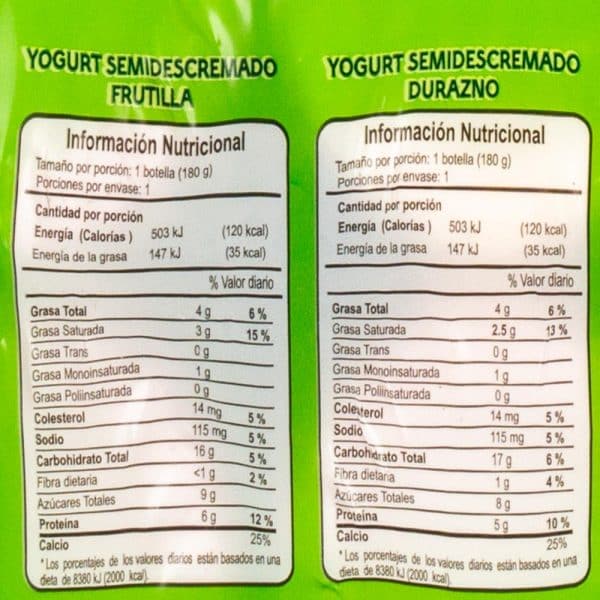 YOGURT SEMIDESCREMADO
FRUTILLA
Información Nutricional
Tamaño por porción: 1 botella (180 g)
Porciones por envase: 1
Cantidad por porción
Energía (Calorías) 503 kJ (120 kcal)
Energía de la grasa 147 kJ (35 kcal)
% Valor diario
Grasa Total 4 g 6 %
Grasa Saturada 3 g 15 %
Grasa Trans 0 g
Grasa Monoinsaturada 1 g
Grasa Poliinsaturada 0 g
Colesterol 14 mg 5 %
Sodio 115 mg 5 %
Carbohidrato Total 16 g 5 %
Fibra dietaria <1 g 2 %
Azúcares Totales 9 g
Proteína 6 g 12 %
Calcio 25%
*Los porcentajes de los valores diarios están basados en una
dieta de 8380 kJ (2000 kcal).
YOGURT SEMIDESCREMADO
DURAZNO
Información Nutricional
Tamaño por porción: 1 botella (180 g)
Porciones por envase: 1
Cantidad por porción
Energía (Calorías) 503 kJ (120 kcal)
Energía de la grasa 147 kJ (35 kcal)
% Valor diario
Grasa Total 4 g 6 %
Grasa Saturada 2.5 g 13 %
Grasa Trans 0 g
Grasa Monoinsaturada 1 g
Grasa Poliinsaturada 0 g
Colesterol 14 mg 5 %
Sodio 115 mg 5 %
Carbohidrato Total 17 g 6 %
Fibra dietaria 1 g 4 %
Azúcares Totales 8 g
Proteína 5 g 10 %
Calcio 25%
*Los porcentajes de los valores diarios están basados en una
dieta de 8380 kJ (2000 kcal).